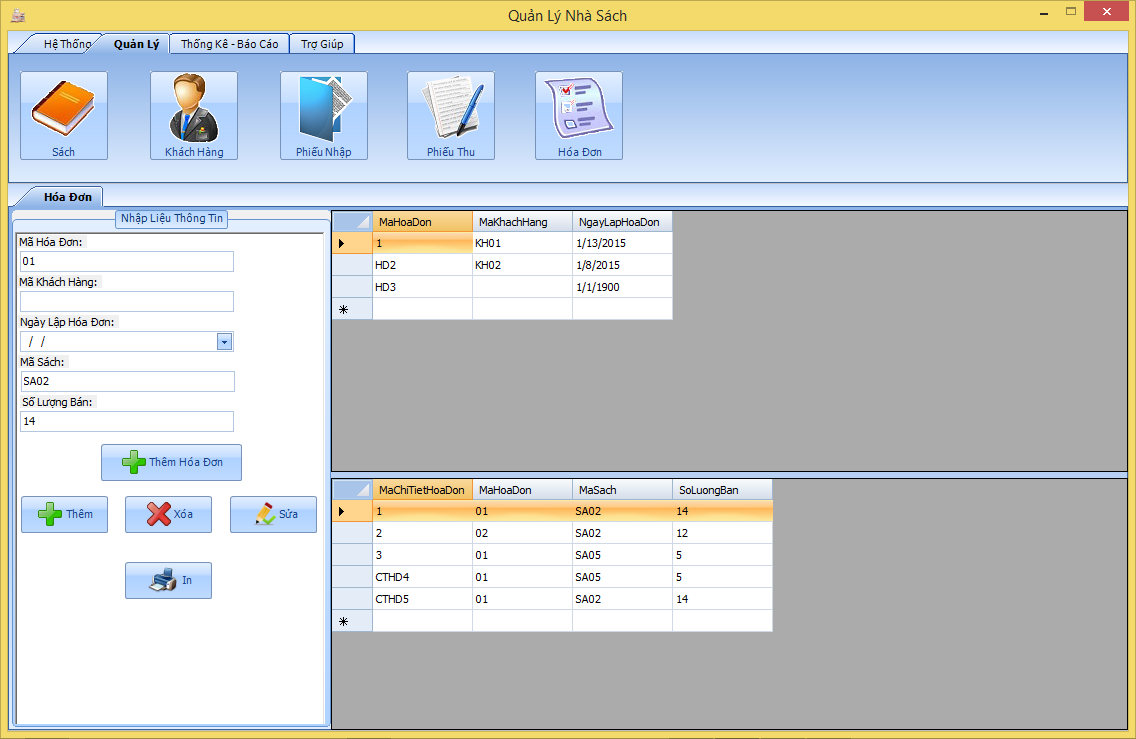 Quản Lý Nhà Sách
Hệ Thống Quản Lý Thống Kê - Báo Cáo Trợ Giúp
Sách Khách Hàng Phiếu Nhập Phiếu Thu Hóa Đơn
Hóa Đơn
Nhập Liệu Thông Tin
Mã Hóa Đơn:
01
Mã Khách Hàng:
Ngày Lập Hóa Đơn:
/ /
Mã Sách:
SA02
Số Lượng Bán:
14
Thêm Hóa Đơn
Thêm Xóa Sửa
In
MaHoaDon MaKhachHang NgayLapHoaDon
1 KH01 1/13/2015
HD2 KH02 1/8/2015
HD3 1/1/1900
MaChiTietHoaDon MaHoaDon MaSach SoLuongBan
1 01 SA02 14
2 02 SA02 12
3 01 SA05 5
CTHD4 01 SA05 5
CTHD5 01 SA02 14